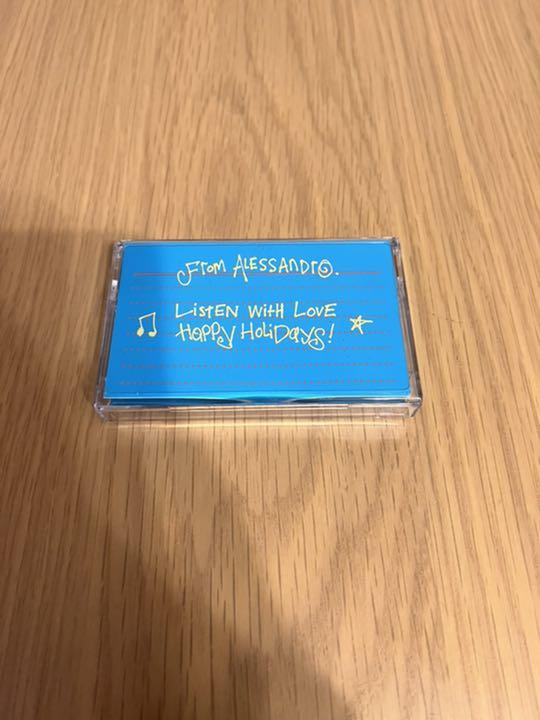 From ALESSANDrO.
LiSTEN WitH LOVE
HAPPy HoliDayS!